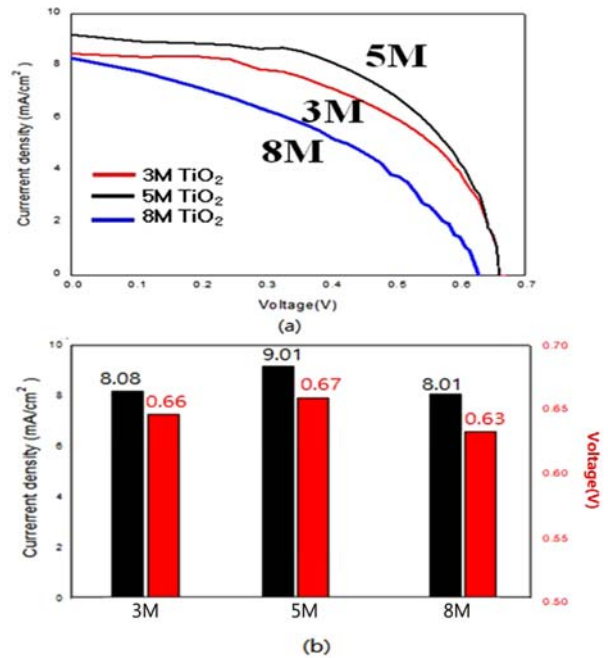 10
8
6
4
2
0
Currerrent density (mA/cm²)
5M
3M
8M
3M TiO₂
5M TiO₂
8M TiO₂
0.0 0.1 0.2 0.3 0.4 0.5 0.6 0.7
Voltage(V)
(a)
10
8
6
4
2
0
Currerrent density (mA/cm²)
8.08
0.66
9.01
0.67
8.01
0.63
0.70
0.65
0.60
0.55
0.50
Voltage(V)
3M 5M 8M
(b)